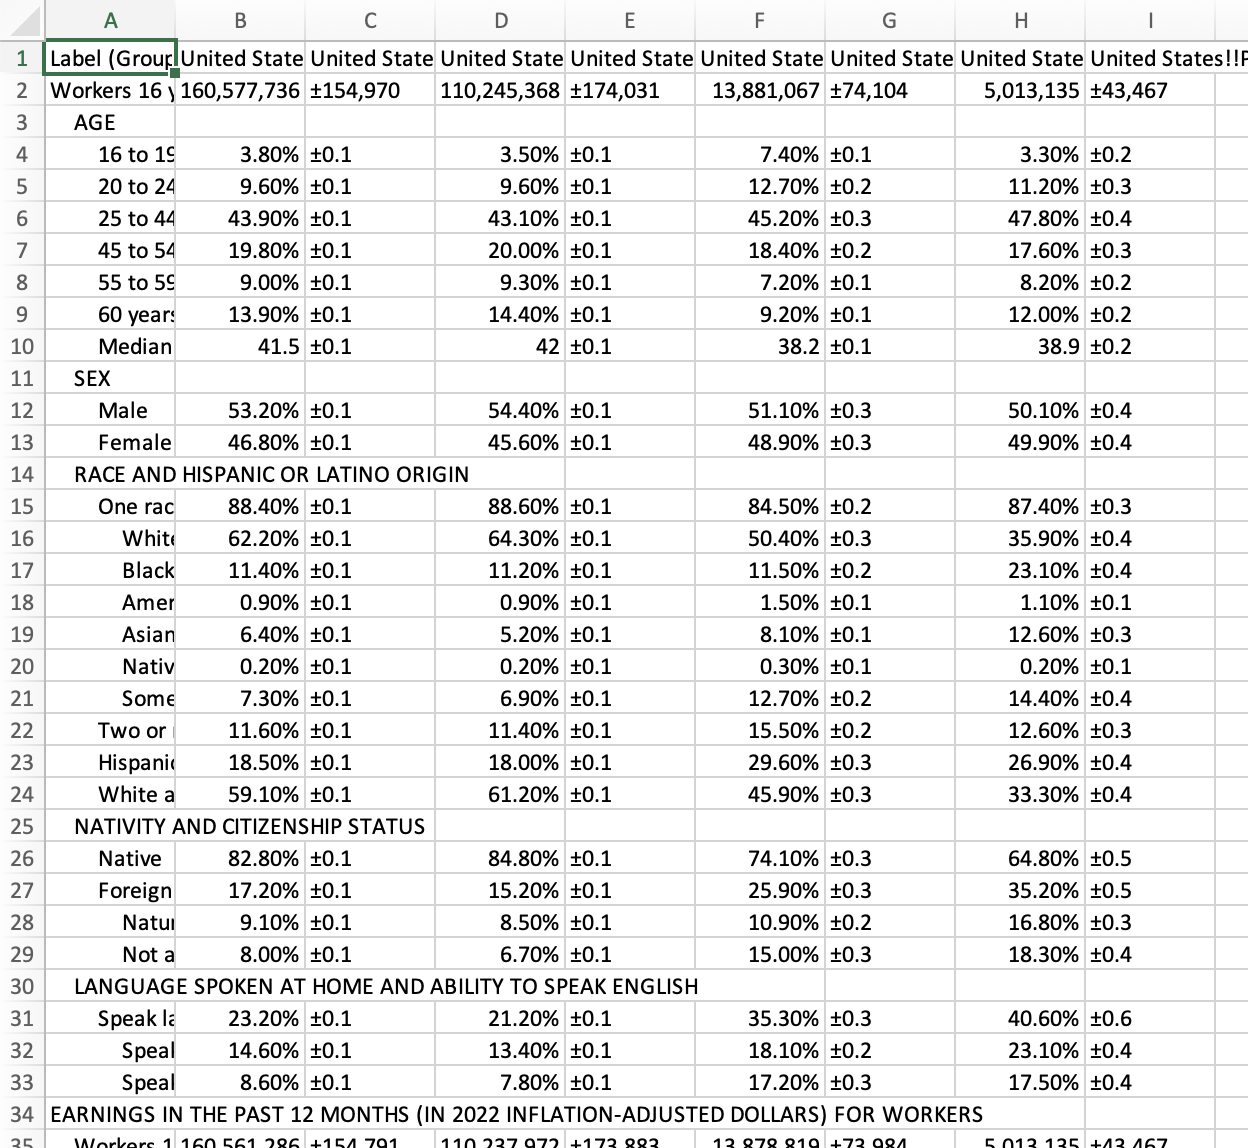 A B C D E F G H I
1 Label (Group United State United State United State United State United State United State United State United States!!P
2 Workers 16 y 160,577,736 ±154,970 110,245,368 ±174,031 13,881,067 ±74,104 5,013,135 ±43,467
3 AGE
4 16 to 19 3.80% ±0.1 3.50% ±0.1 7.40% ±0.1 3.30% ±0.2
5 20 to 24 9.60% ±0.1 9.60% ±0.1 12.70% ±0.2 11.20% ±0.3
6 25 to 44 43.90% ±0.1 43.10% ±0.1 45.20% ±0.3 47.80% ±0.4
7 45 to 54 19.80% ±0.1 20.00% ±0.1 18.40% ±0.2 17.60% ±0.3
8 55 to 59 9.00% ±0.1 9.30% ±0.1 7.20% ±0.1 8.20% ±0.2
9 60 years 13.90% ±0.1 14.40% ±0.1 9.20% ±0.1 12.00% ±0.2
10 Median 41.5 ±0.1 42 ±0.1 38.2 ±0.1 38.9 ±0.2
11 SEX
12 Male 53.20% ±0.1 54.40% ±0.1 51.10% ±0.3 50.10% ±0.4
13 Female 46.80% ±0.1 45.60% ±0.1 48.90% ±0.3 49.90% ±0.4
14 RACE AND HISPANIC OR LATINO ORIGIN
15 One rac 88.40% ±0.1 88.60% ±0.1 84.50% ±0.2 87.40% ±0.3
16 White 62.20% ±0.1 64.30% ±0.1 50.40% ±0.3 35.90% ±0.4
17 Black 11.40% ±0.1 11.20% ±0.1 11.50% ±0.2 23.10% ±0.4
18 Amer 0.90% ±0.1 0.90% ±0.1 1.50% ±0.1 1.10% ±0.1
19 Asian 6.40% ±0.1 5.20% ±0.1 8.10% ±0.1 12.60% ±0.3
20 Nativ 0.20% ±0.1 0.20% ±0.1 0.30% ±0.1 0.20% ±0.1
21 Some 7.30% ±0.1 6.90% ±0.1 12.70% ±0.2 14.40% ±0.4
22 Two or 11.60% ±0.1 11.40% ±0.1 15.50% ±0.2 12.60% ±0.3
23 Hispanic 18.50% ±0.1 18.00% ±0.1 29.60% ±0.3 26.90% ±0.4
24 White a 59.10% ±0.1 61.20% ±0.1 45.90% ±0.3 33.30% ±0.4
25 NATIVITY AND CITIZENSHIP STATUS
26 Native 82.80% ±0.1 84.80% ±0.1 74.10% ±0.3 64.80% ±0.5
27 Foreign 17.20% ±0.1 15.20% ±0.1 25.90% ±0.3 35.20% ±0.5
28 Natur 9.10% ±0.1 8.50% ±0.1 10.90% ±0.2 16.80% ±0.3
29 Not a 8.00% ±0.1 6.70% ±0.1 15.00% ±0.3 18.30% ±0.4
30 LANGUAGE SPOKEN AT HOME AND ABILITY TO SPEAK ENGLISH
31 Speak la 23.20% ±0.1 21.20% ±0.1 35.30% ±0.3 40.60% ±0.6
32 Speak 14.60% ±0.1 13.40% ±0.1 18.10% ±0.2 23.10% ±0.4
33 Speak 8.60% ±0.1 7.80% ±0.1 17.20% ±0.3 17.50% ±0.4
34 EARNINGS IN THE PAST 12 MONTHS (IN 2022 INFLATION-ADJUSTED DOLLARS) FOR WORKERS
35 Workers 1 160,561,286 ±154,791 110,237,972 ±173,883 13,878,819 ±73,984 5,013,135 ±43,467